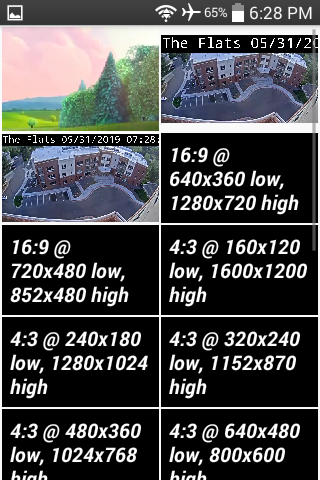 65% 6:28 PM
The Flats 05/31/20
The Flats 05/31/2019 07:28:
16:9 @
640x360 low,
1280x720 high
16:9 @
720x480 low,
852x480 high
4:3 @ 160x120
low, 1600x1200
high
4:3 @ 240x180
low, 1280x1024
high
4:3 @ 320x240
low, 1152x870
high
4:3 @ 480x360
low, 1024x768
high
4:3 @ 640x480
low, 800x600
high